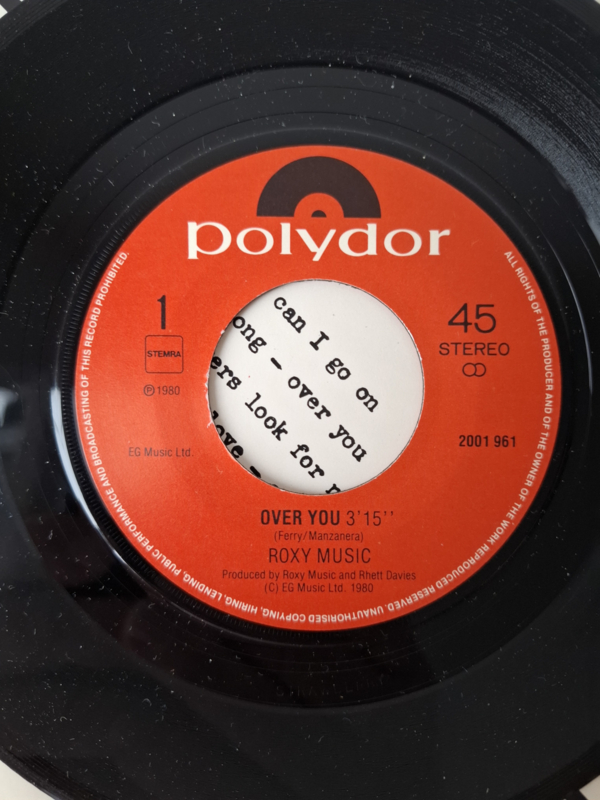 polydor
1
STEMRA
Ⓟ 1980
EG Music Ltd.
45
STEREO
2001 961
can I go on
ong - over you
ers look for
love -
OVER YOU 3'15''
(Ferry/Manzanera)
ROXY MUSIC
Produced by Roxy Music and Rhett Davies
(C) EG Music Ltd. 1980
ALL RIGHTS OF THE PRODUCER AND OF THE OWNER OF THE WORK REPRODUCED RESERVED. UNAUTHORISED COPYING, HIRING, LENDING, PUBLIC PERFORMANCE AND BROADCASTING OF THIS RECORD PROHIBITED.